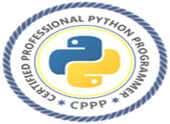 CERTIFIED PROFESSIONAL PYTHON PROGRAMMER
CPPP